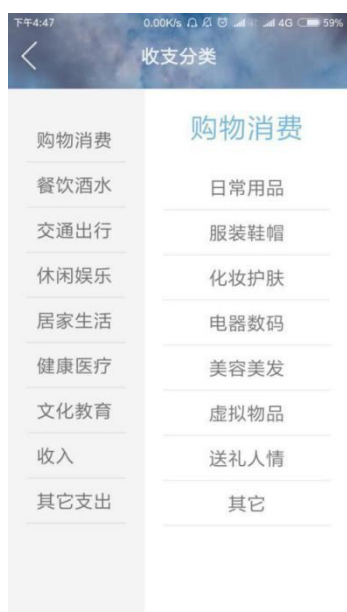 下午4:47 0.00K/s 4G 59%
收支分类
购物消费
餐饮酒水
交通出行
休闲娱乐
居家生活
健康医疗
文化教育
收入
其它支出
购物消费
日常用品
服装鞋帽
化妆护肤
电器数码
美容美发
虚拟物品
送礼人情
其它